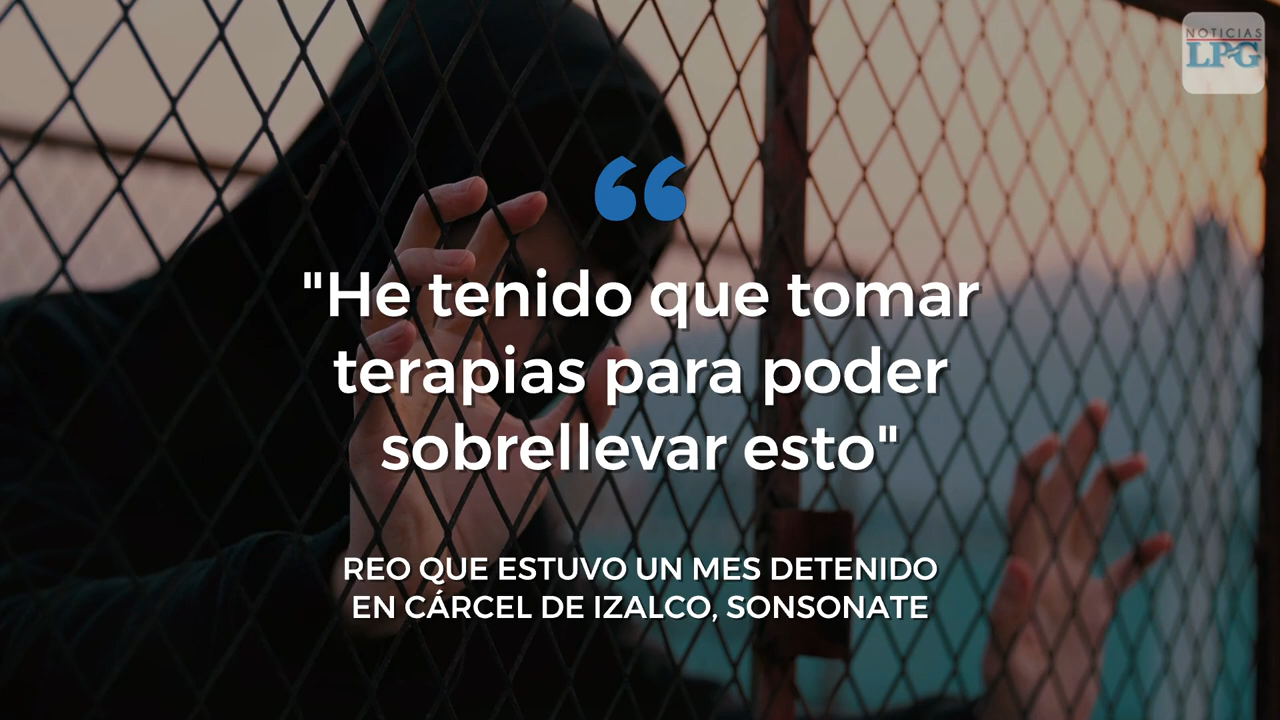 NOTICIAS
LPG
"He tenido que tomar
terapias para poder
sobrellevar esto"
REO QUE ESTUVO UN MES DETENIDO
EN CÁRCEL DE IZALCO, SONSONATE